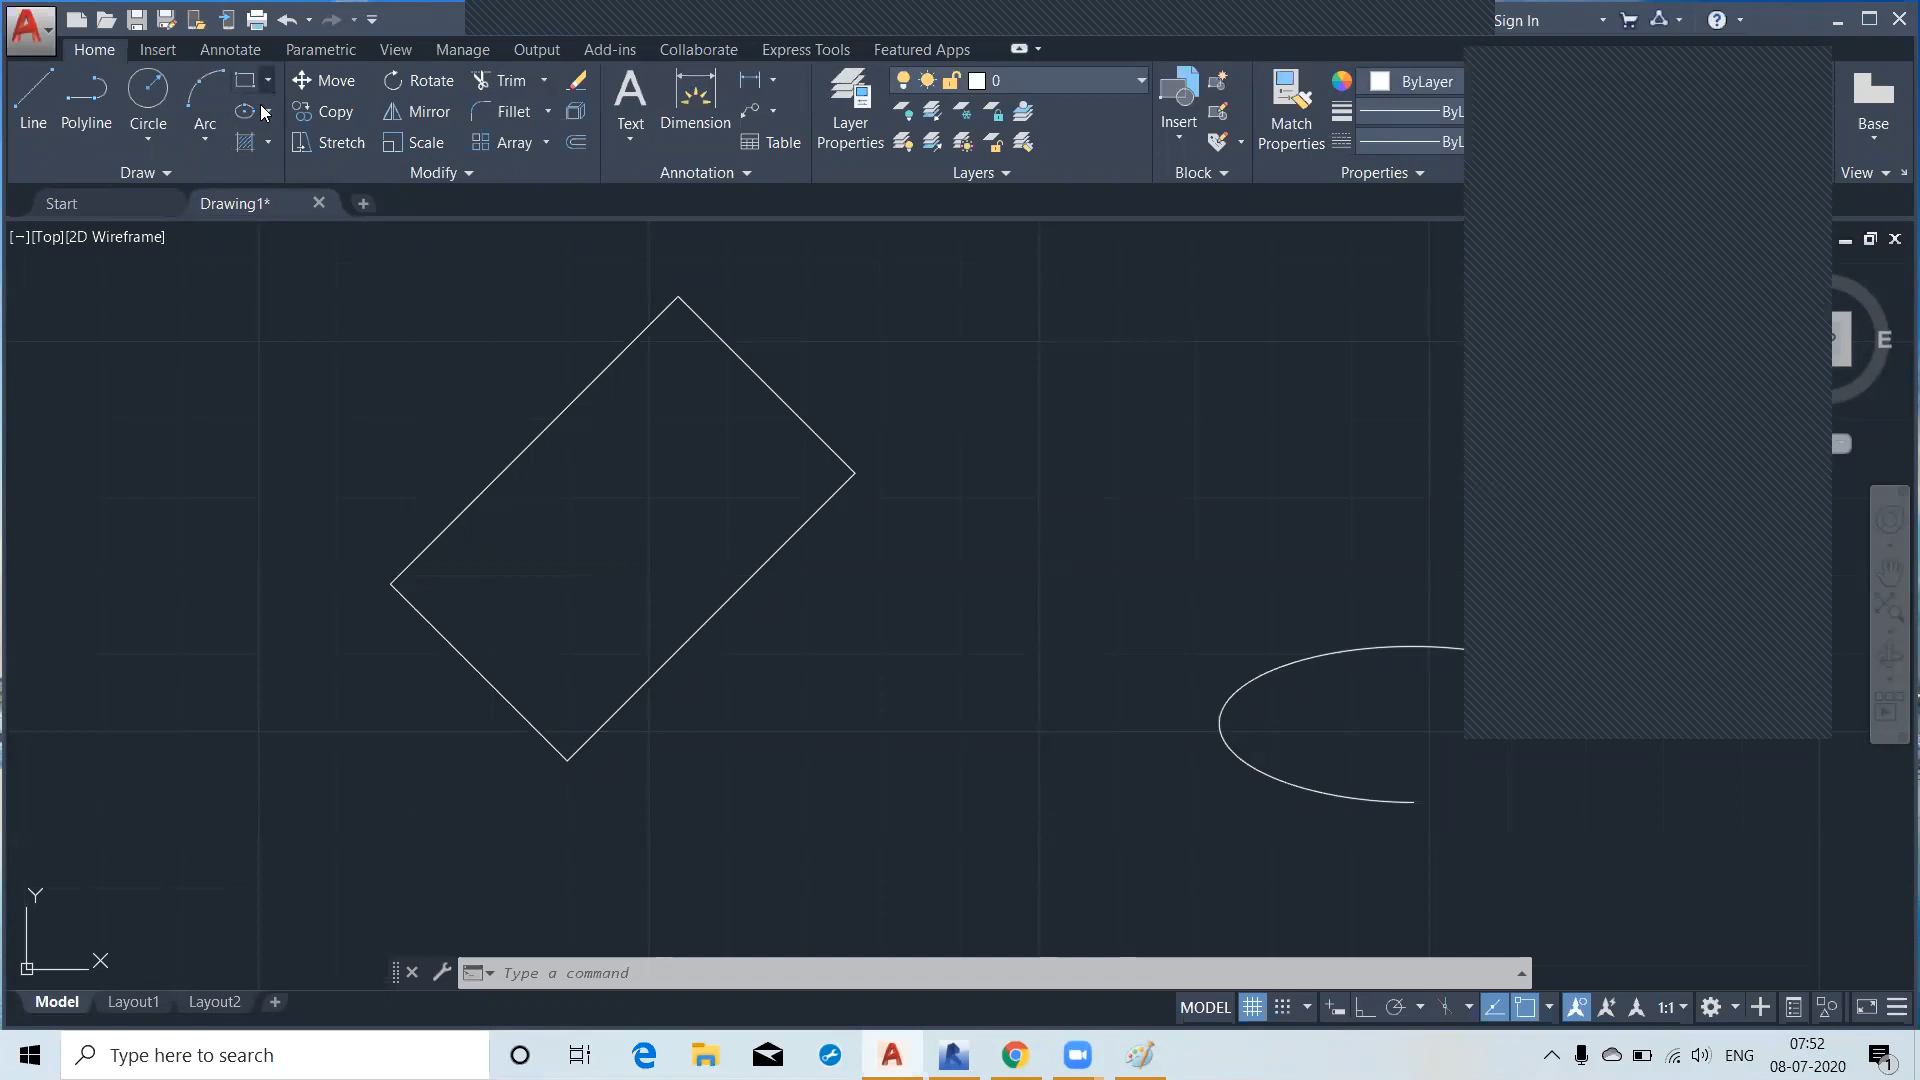 Sign In
Home Insert Annotate Parametric View Manage Output Add-ins Collaborate Express Tools Featured Apps
Line Polyline Circle Arc
Move Rotate Trim
Copy Mirror Fillet
Stretch Scale Array
Text Dimension Table
Layer Properties
0
Insert
Match Properties
ByLayer
ByL
ByL
Base
Draw Modify Annotation Layers Block Properties View
Start Drawing1*
[−][Top][2D Wireframe]
E
Y
X
Type a command
Model Layout1 Layout2
MODEL 1:1
Type here to search
ENG
07:52
08-07-2020
1